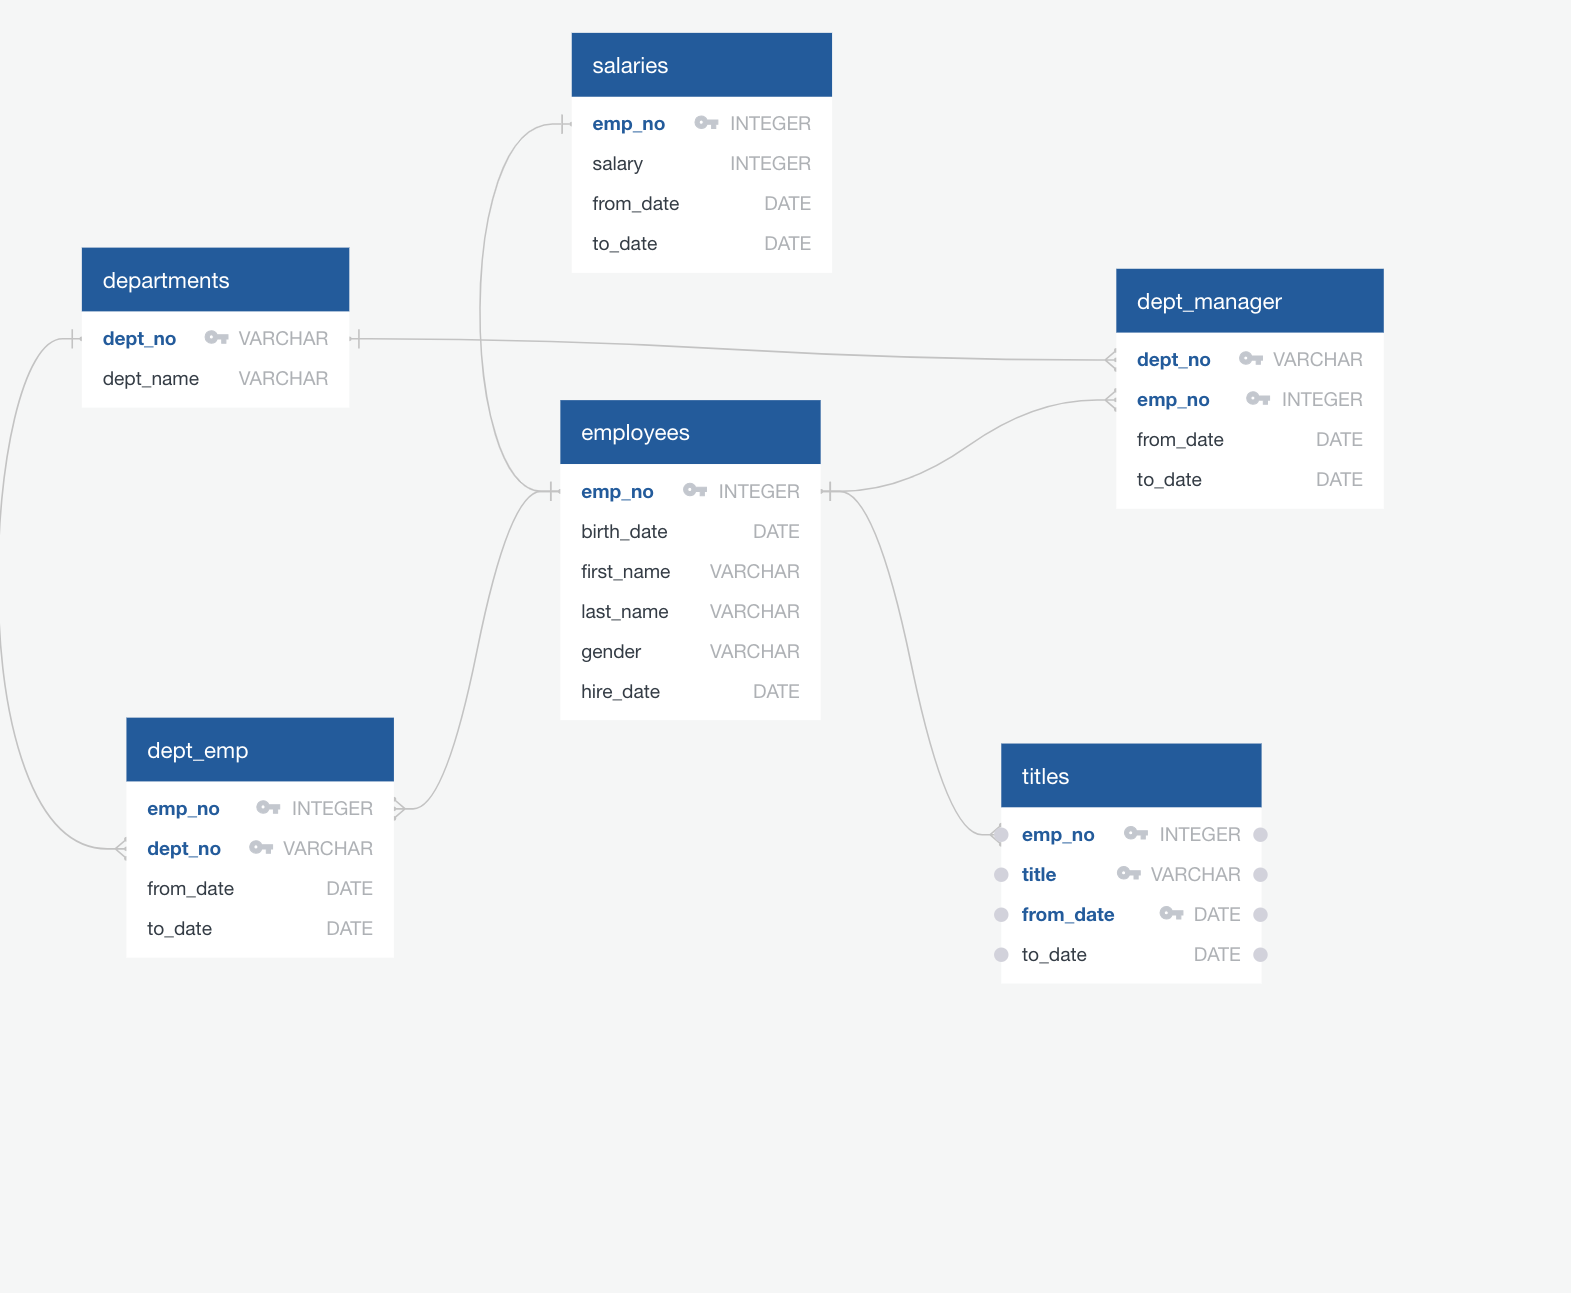 salaries
emp_no INTEGER
salary INTEGER
from_date DATE
to_date DATE
departments
dept_no VARCHAR
dept_name VARCHAR
dept_manager
dept_no VARCHAR
emp_no INTEGER
from_date DATE
to_date DATE
employees
emp_no INTEGER
birth_date DATE
first_name VARCHAR
last_name VARCHAR
gender VARCHAR
hire_date DATE
dept_emp
emp_no INTEGER
dept_no VARCHAR
from_date DATE
to_date DATE
titles
emp_no INTEGER
title VARCHAR
from_date DATE
to_date DATE